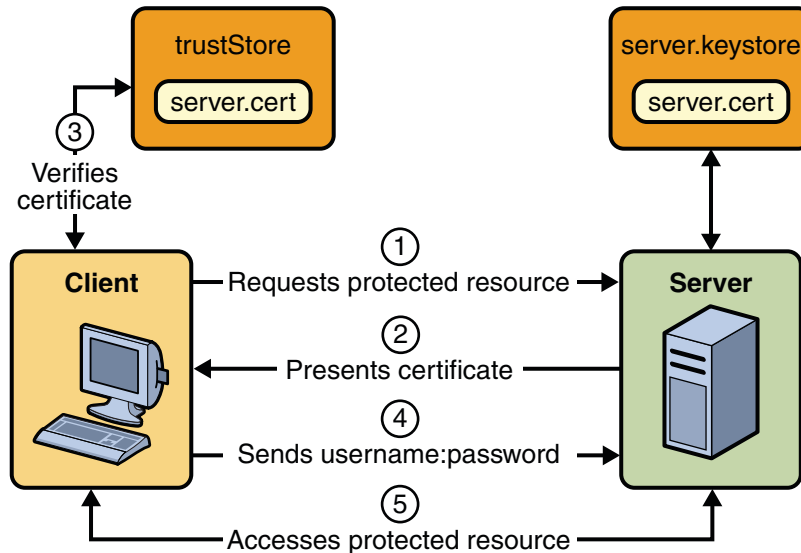 trustStore
server.cert
server.keystore
server.cert
3
Verifies
certificate
Client
Server
1
Requests protected resource
2
Presents certificate
4
Sends username:password
5
Accesses protected resource